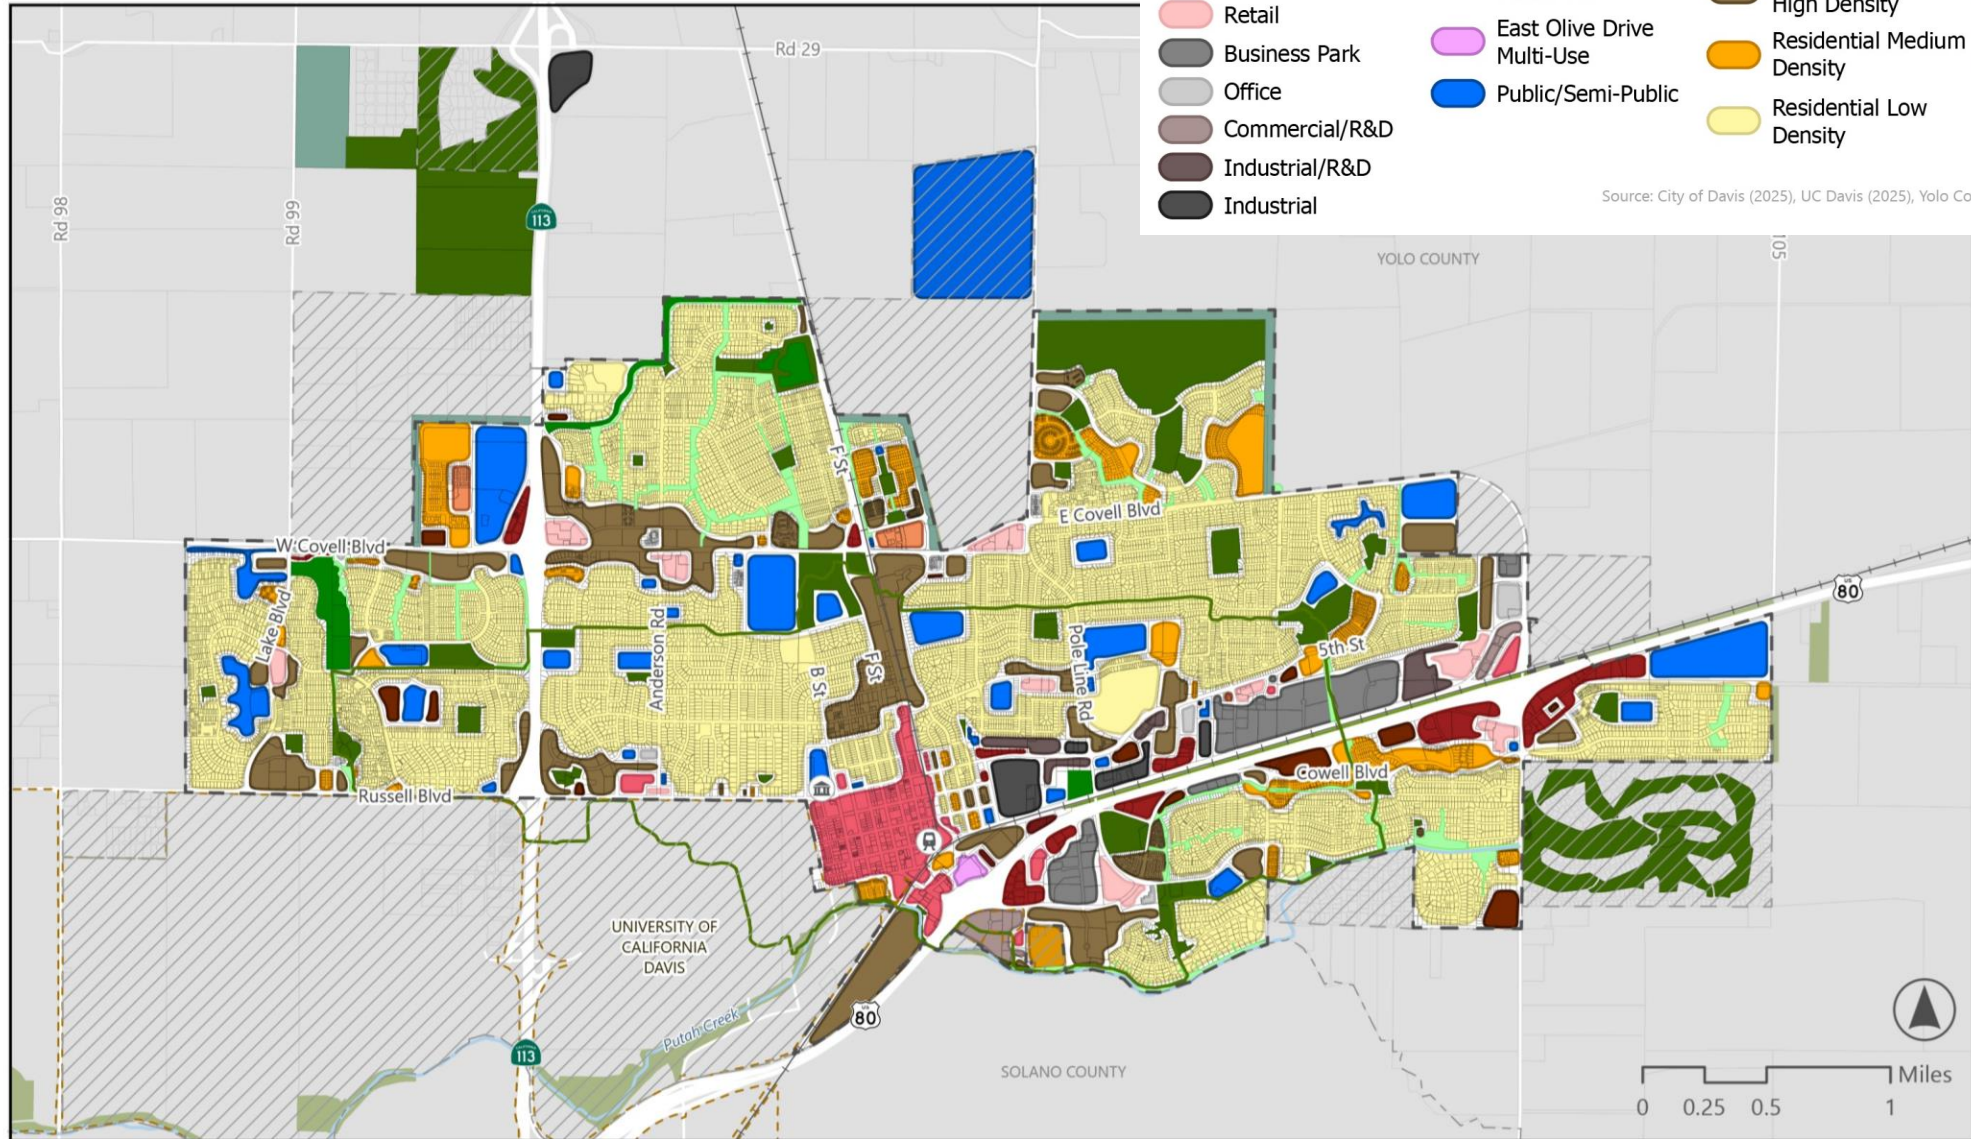 Retail
Business Park
Office
Commercial/R&D
Industrial/R&D
Industrial
East Olive Drive
Multi-Use
Public/Semi-Public
High Density
Residential Medium
Density
Residential Low
Density
Source: City of Davis (2025), UC Davis (2025), Yolo Co
Rd 29
Rd 98
Rd 99
CALIFORNIA
113
105
YOLO COUNTY
F St
E Covell Blvd
W Covell Blvd
US
80
Lake Blvd
Anderson Rd
B St
F St
Pole Line Rd
5th St
Cowell Blvd
Russell Blvd
UNIVERSITY OF
CALIFORNIA
DAVIS
Putah Creek
US
80
CALIFORNIA
113
SOLANO COUNTY
Miles
0 0.25 0.5 1